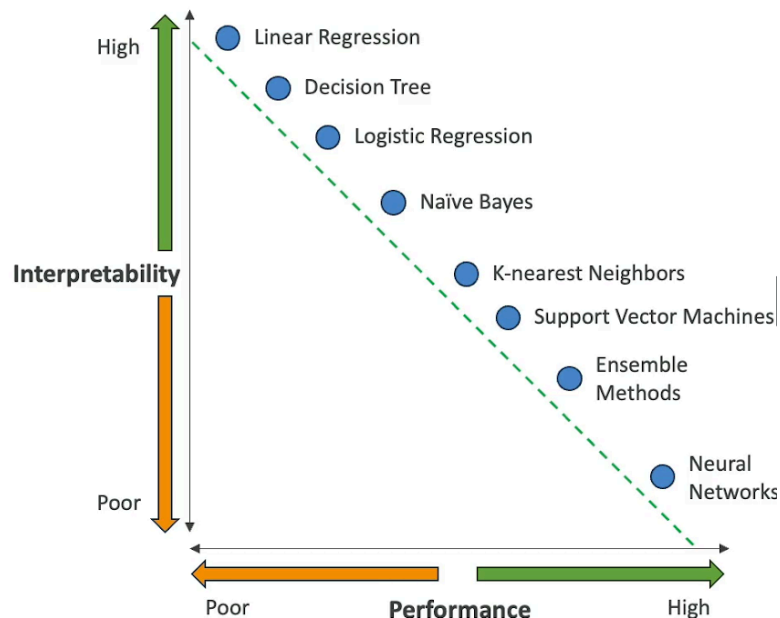 High
Linear Regression
Decision Tree
Logistic Regression
Naïve Bayes
Interpretability
K-nearest Neighbors
Support Vector Machines
Ensemble
Methods
Neural
Networks
Poor
Poor
Performance
High